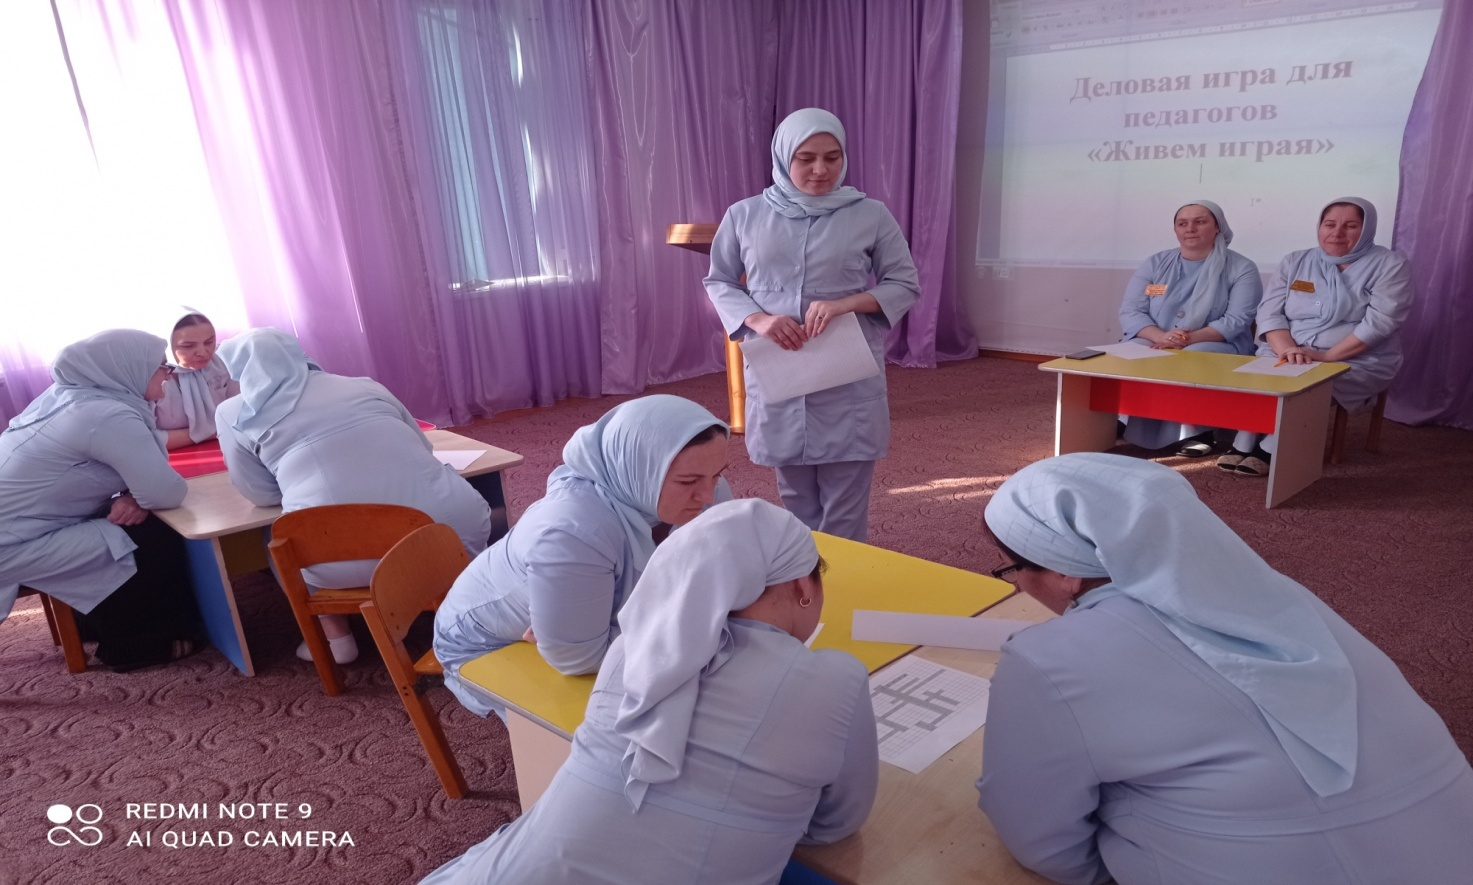 Деловая игра для
педагогов
«Живем играя»
REDMI NOTE 9
AI QUAD CAMERA